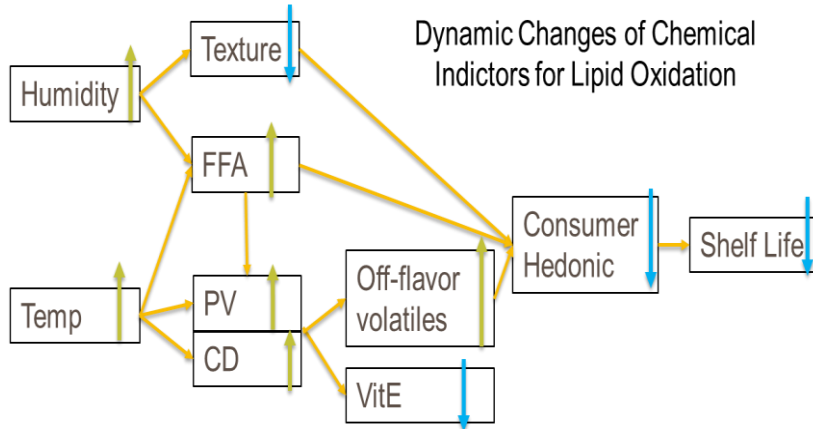 Dynamic Changes of Chemical
Indictors for Lipid Oxidation
Texture
Humidity
FFA
Consumer
Hedonic
Shelf Life
Off-flavor
volatiles
Temp
PV
CD
VitE